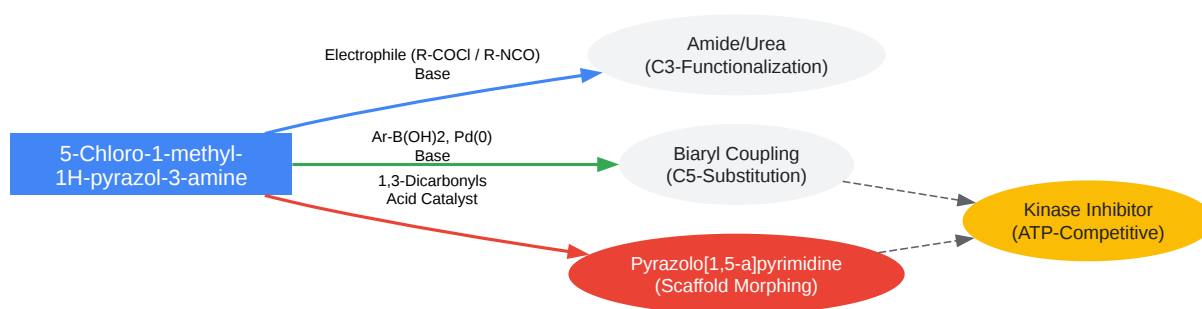 Electrophile (R-COCl / R-NCO)
Base
Amide/Urea
(C3-Functionalization)
5-Chloro-1-methyl-
1H-pyrazol-3-amine
Ar-B(OH)2, Pd(0)
Base
Biaryl Coupling
(C5-Substitution)
1,3-Dicarbonyls
Acid Catalyst
Pyrazolo[1,5-a]pyrimidine
(Scaffold Morphing)
Kinase Inhibitor
(ATP-Competitive)